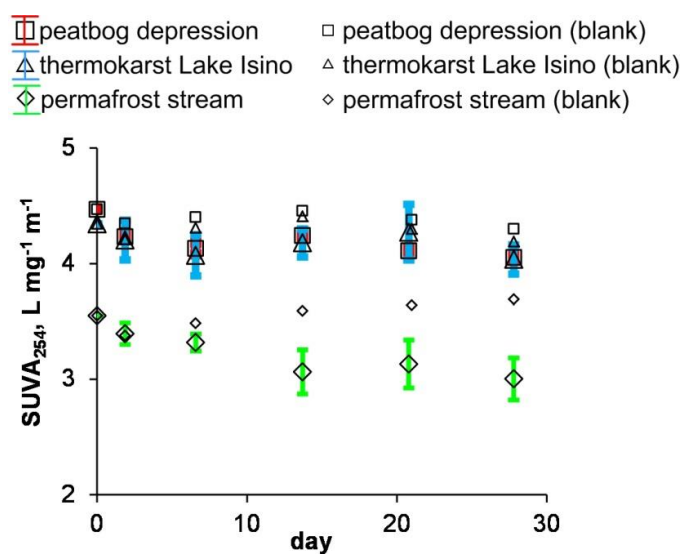 peatbog depression peatbog depression (blank)
thermokarst Lake Isino thermokarst Lake Isino (blank)
permafrost stream permafrost stream (blank)
5
4
3
2
SUVA254, L mg-1 m-1
0 10 20 30
day